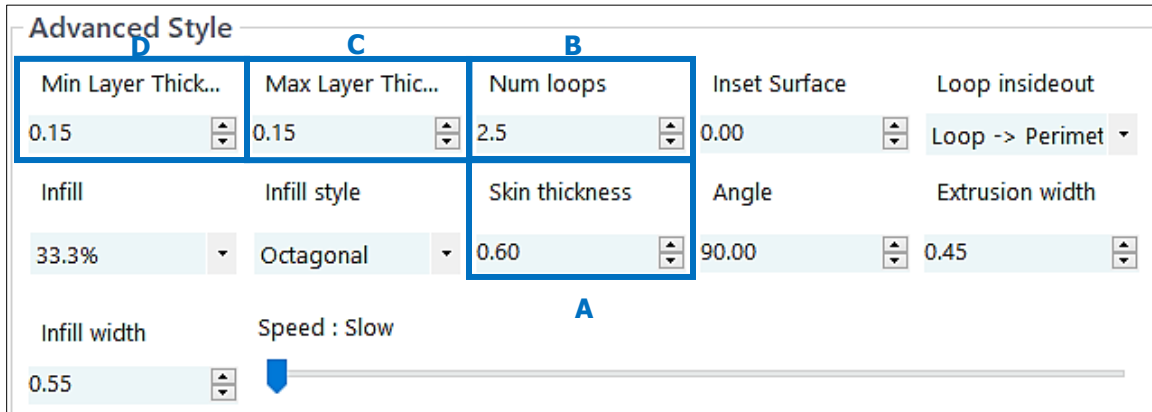 Advanced Style
D C B
Min Layer Thick... Max Layer Thic... Num loops Inset Surface Loop insideout
0.15 0.15 2.5 0.00 Loop -> Perimet
Infill Infill style Skin thickness Angle Extrusion width
33.3% Octagonal 0.60 90.00 0.45
A
Infill width Speed : Slow
0.55